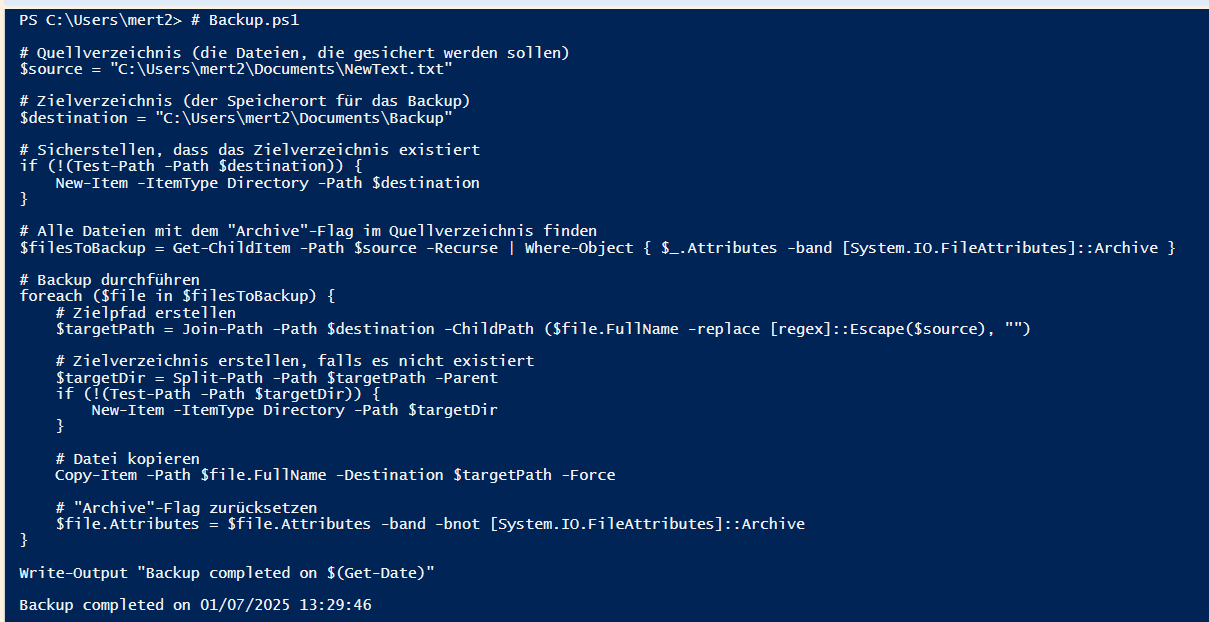 PS C:\Users\mert2> # Backup.ps1
# Quellverzeichnis (die Dateien, die gesichert werden sollen)
$source = "C:\Users\mert2\Documents\NewText.txt"
# Zielverzeichnis (der Speicherort für das Backup)
$destination = "C:\Users\mert2\Documents\Backup"
# Sicherstellen, dass das Zielverzeichnis existiert
if (!(Test-Path -Path $destination)) {
    New-Item -ItemType Directory -Path $destination
}
# Alle Dateien mit dem "Archive"-Flag im Quellverzeichnis finden
$filesToBackup = Get-ChildItem -Path $source -Recurse | Where-Object { $_.Attributes -band [System.IO.FileAttributes]::Archive }
# Backup durchführen
foreach ($file in $filesToBackup) {
    # Zielpfad erstellen
    $targetPath = Join-Path -Path $destination -ChildPath ($file.FullName -replace [regex]::Escape($source), "")
    # Zielverzeichnis erstellen, falls es nicht existiert
    $targetDir = Split-Path -Path $targetPath -Parent
    if (!(Test-Path -Path $targetDir)) {
        New-Item -ItemType Directory -Path $targetDir
    }
    # Datei kopieren
    Copy-Item -Path $file.FullName -Destination $targetPath -Force
    # "Archive"-Flag zurücksetzen
    $file.Attributes = $file.Attributes -band -bnot [System.IO.FileAttributes]::Archive
}
Write-Output "Backup completed on $(Get-Date)"
Backup completed on 01/07/2025 13:29:46